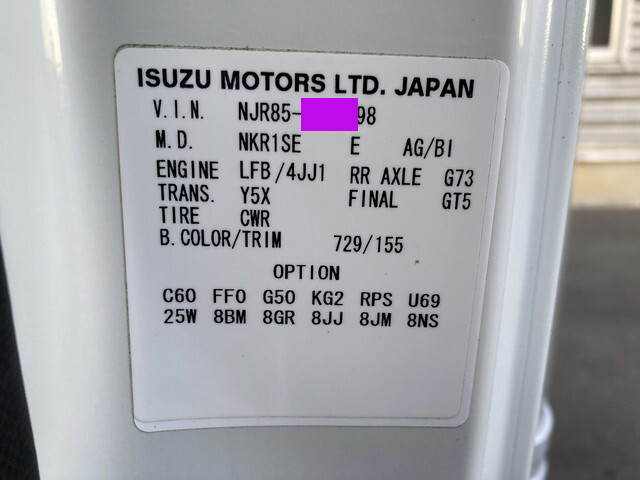 ISUZU MOTORS LTD. JAPAN
V.I.N. NJR85- 98
M.D. NKR1SE E AG/BI
ENGINE LFB/4JJ1 RR AXLE G73
TRANS. Y5X FINAL GT5
TIRE CWR
B.COLOR/TRIM 729/155
OPTION
C60 FF0 G50 KG2 RPS U69
25W 8BM 8GR 8JJ 8JM 8NS